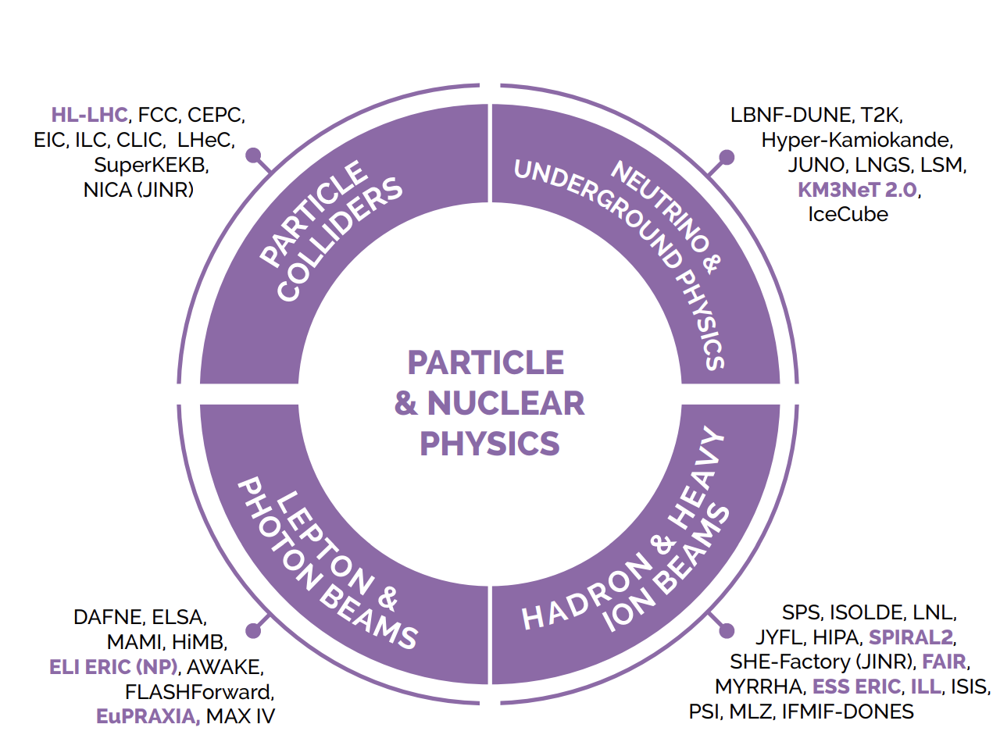 HL-LHC, FCC, CEPC,
EIC, ILC, CLIC, LHeC,
SuperKEKB,
NICA (JINR)
PARTICLE
COLLIDERS
LBNF-DUNE, T2K,
Hyper-Kamiokande,
JUNO, LNGS, LSM,
KM3NeT 2.0,
IceCube
NEUTRINO &
UNDERGROUND PHYSICS
PARTICLE
& NUCLEAR
PHYSICS
LEPTON &
PHOTON BEAMS
DAFNE, ELSA,
MAMI, HiMB,
ELI ERIC (NP), AWAKE,
FLASHForward,
EuPRAXIA, MAX IV
HADRON & HEAVY
ION BEAMS
SPS, ISOLDE, LNL,
JYFL, HIPA, SPIRAL2,
SHE-Factory (JINR), FAIR,
MYRRHA, ESS ERIC, ILL, ISIS,
PSI, MLZ, IFMIF-DONES